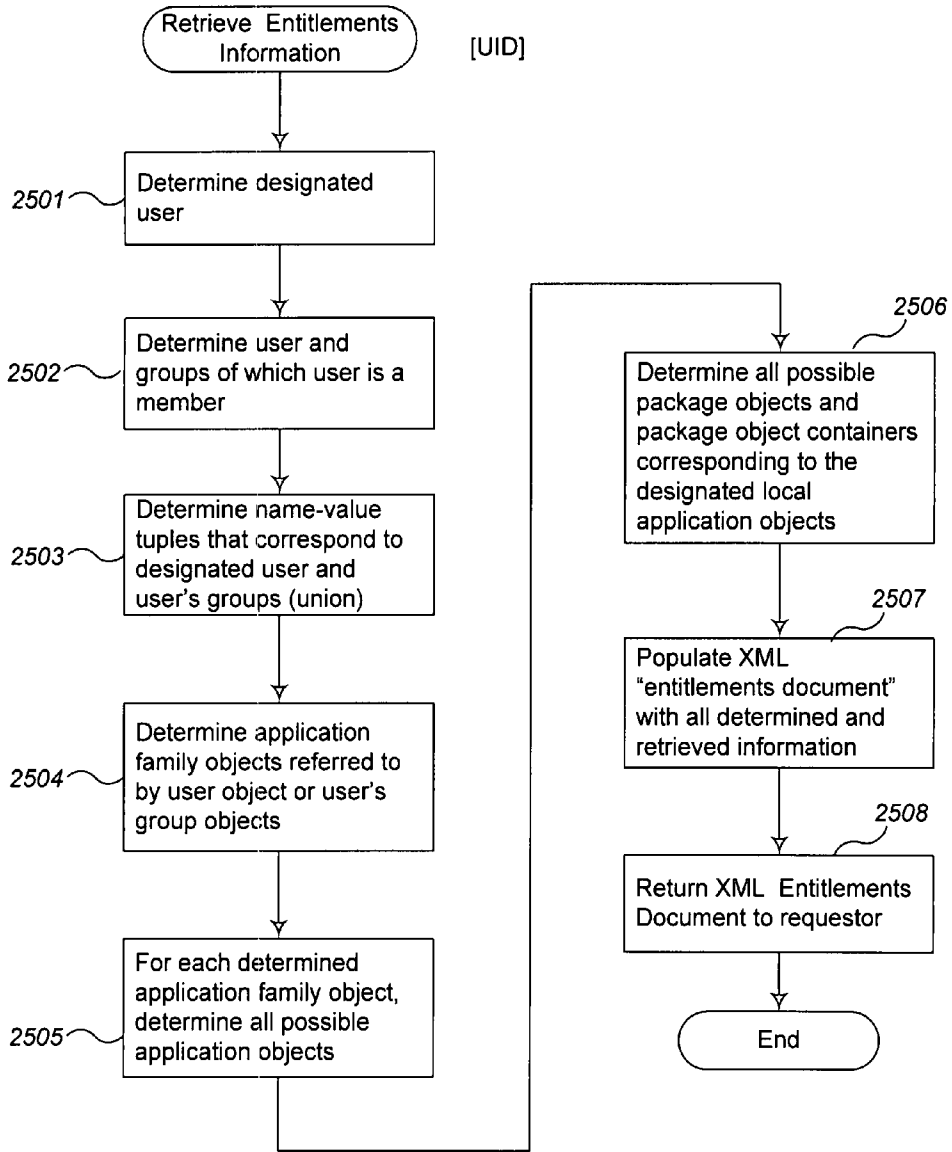 Retrieve Entitlements
Information
[UID]
2501
Determine designated
user
2502
Determine user and
groups of which user is a
member
2503
Determine name-value
tuples that correspond to
designated user and
user's groups (union)
2504
Determine application
family objects referred to
by user object or user's
group objects
2505
For each determined
application family object,
determine all possible
application objects
2506
Determine all possible
package objects and
package object containers
corresponding to the
designated local
application objects
2507
Populate XML
“entitlements document”
with all determined and
retrieved information
2508
Return XML Entitlements
Document to requestor
End